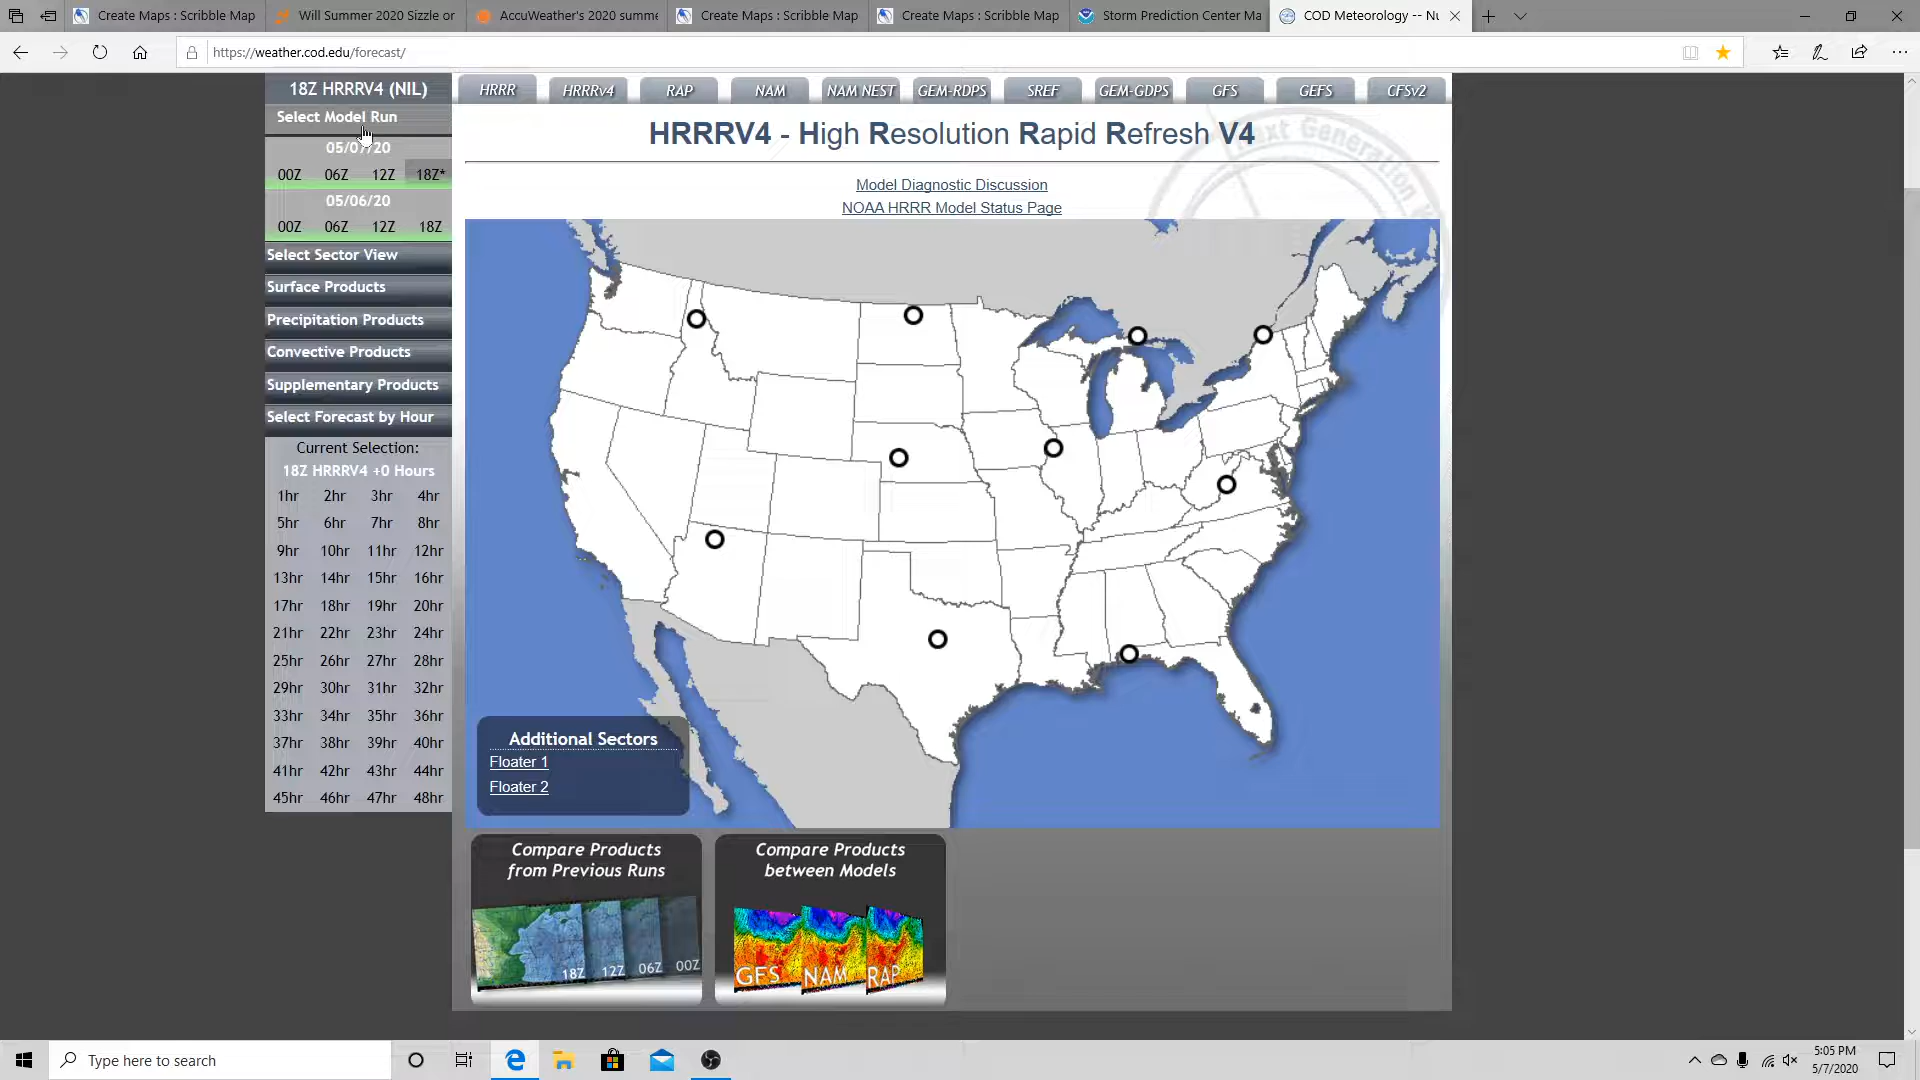 Create Maps : Scribble Map
Will Summer 2020 Sizzle or
AccuWeather's 2020 summe
Create Maps : Scribble Map
Create Maps : Scribble Map
Storm Prediction Center Ma
COD Meteorology -- Nu
https://weather.cod.edu/forecast/
18Z HRRRV4 (NIL)
Select Model Run
05/07/20
00Z 06Z 12Z 18Z*
05/06/20
00Z 06Z 12Z 18Z
Select Sector View
Surface Products
Precipitation Products
Convective Products
Supplementary Products
Select Forecast by Hour
Current Selection:
18Z HRRRV4 +0 Hours
1hr 2hr 3hr 4hr
5hr 6hr 7hr 8hr
9hr 10hr 11hr 12hr
13hr 14hr 15hr 16hr
17hr 18hr 19hr 20hr
21hr 22hr 23hr 24hr
25hr 26hr 27hr 28hr
29hr 30hr 31hr 32hr
33hr 34hr 35hr 36hr
37hr 38hr 39hr 40hr
41hr 42hr 43hr 44hr
45hr 46hr 47hr 48hr
HRRR HRRRv4 RAP NAM NAM NEST GEM-RDPS SREF GEM-GDPS GFS GEFS CFSv2
HRRRV4 - High Resolution Rapid Refresh V4
Model Diagnostic Discussion
NOAA HRRR Model Status Page
Additional Sectors
Floater 1
Floater 2
Compare Products
from Previous Runs
18Z 12Z 06Z 00Z
Compare Products
between Models
GFS NAM RAP
Type here to search
5:05 PM
5/7/2020